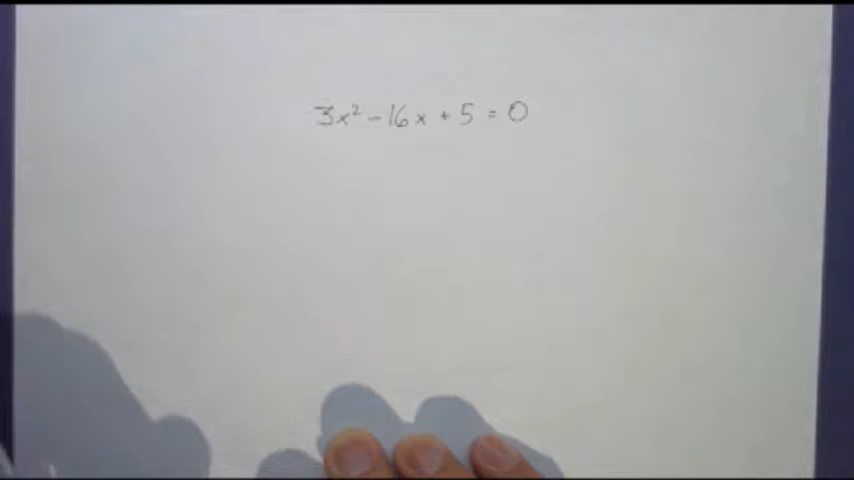 3x² - 16x + 5 = 0